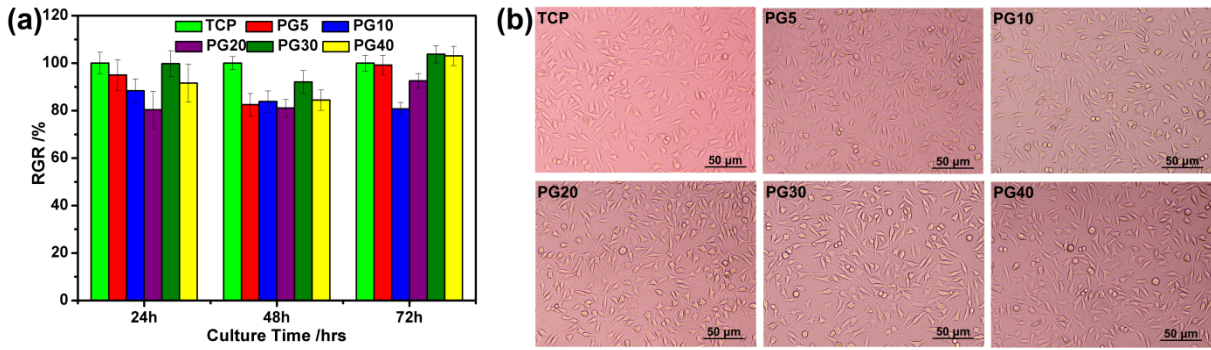 (a)
TCP PG5 PG10
PG20 PG30 PG40
120
100
80
60
40
20
0
RGR /%
24h 48h 72h
Culture Time /hrs
(b)
TCP PG5 PG10
50 µm 50 µm 50 µm
PG20 PG30 PG40
50 µm 50 µm 50 µm